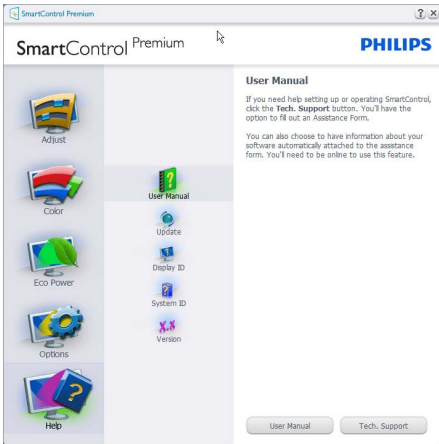 SmartControl Premium
SmartControl Premium
PHILIPS
Adjust
Color
Eco Power
Options
Help
User Manual
Update
Display ID
System ID
X.X
Version
User Manual
If you need help setting up or operating SmartControl,
click the Tech. Support button. You'll have the
option to fill out an Assistance Form.
You can also choose to have information about your
software automatically attached to the assistance
form. You'll need to be online to use this feature.
User Manual
Tech. Support